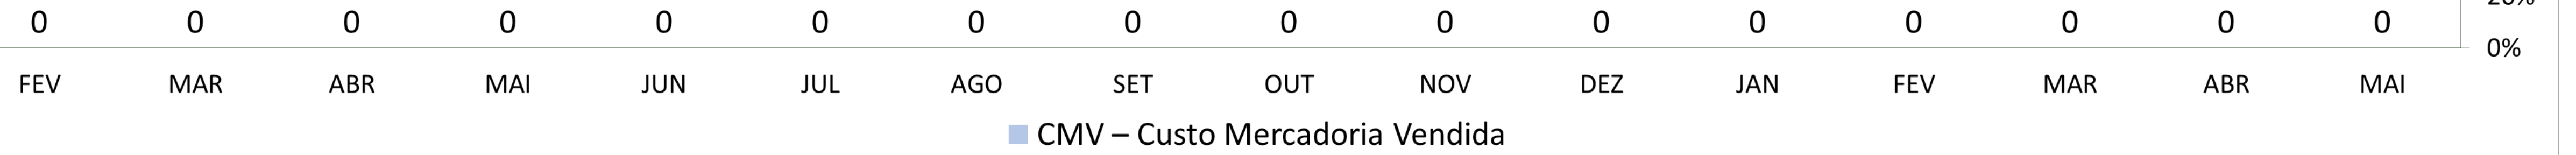 0 0 0 0 0 0 0 0 0 0 0 0 0 0 0 0
0%
FEV MAR ABR MAI JUN JUL AGO SET OUT NOV DEZ JAN FEV MAR ABR MAI
CMV – Custo Mercadoria Vendida